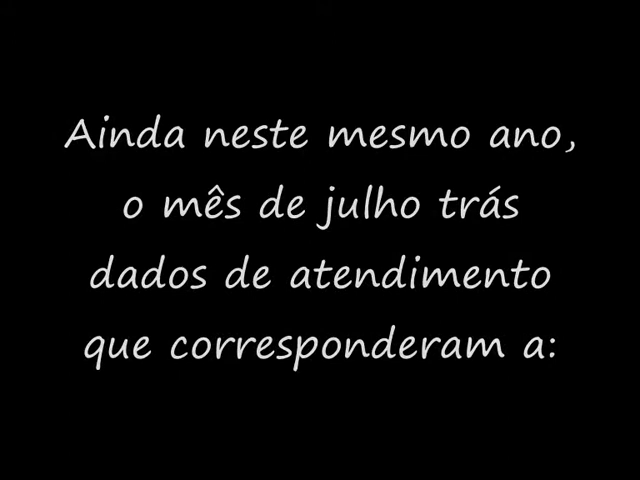 Ainda neste mesmo ano,
o mês de julho trás
dados de atendimento
que corresponderam a: